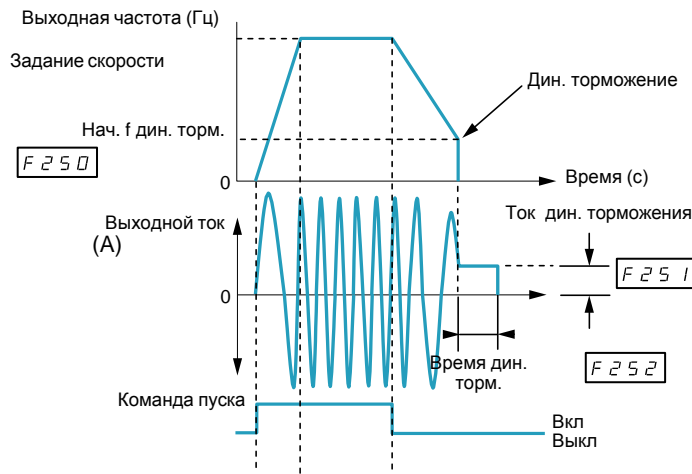 Выходная частота (Гц)
Задание скорости
Дин. торможение
Нач. f дин. торм.
F250
0
Время (с)
Выходной ток
(А)
Ток дин. торможения
F251
0
Время дин.
торм.
F252
Команда пуска
Вкл
Выкл